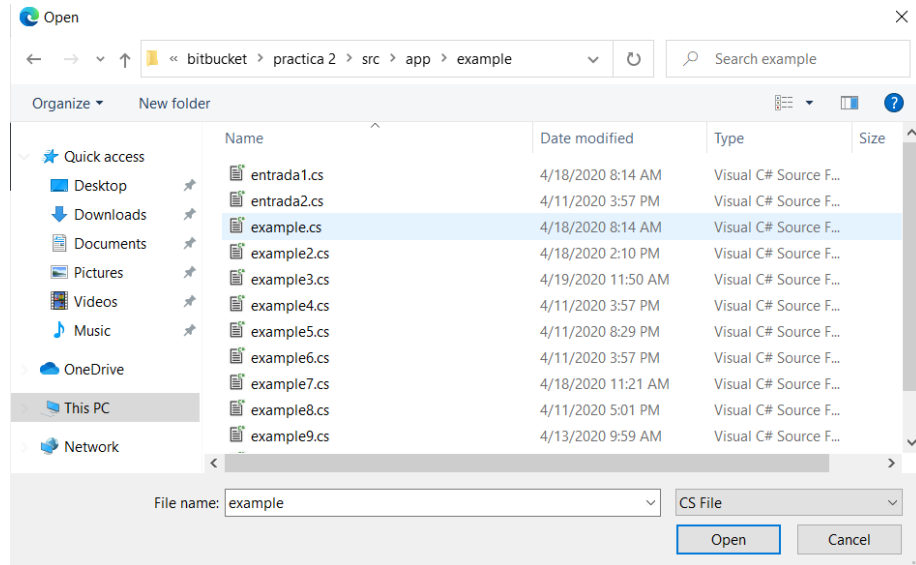 Open
« bitbucket > practica 2 > src > app > example
Search example
Organize
New folder
?
Name Date modified Type Size
Quick access
Desktop
Downloads
Documents
Pictures
Videos
Music
OneDrive
This PC
Network
entrada1.cs 4/18/2020 8:14 AM Visual C# Source F...
entrada2.cs 4/11/2020 3:57 PM Visual C# Source F...
example.cs 4/18/2020 8:14 AM Visual C# Source F...
example2.cs 4/18/2020 2:10 PM Visual C# Source F...
example3.cs 4/19/2020 11:50 AM Visual C# Source F...
example4.cs 4/11/2020 3:57 PM Visual C# Source F...
example5.cs 4/11/2020 8:29 PM Visual C# Source F...
example6.cs 4/11/2020 3:57 PM Visual C# Source F...
example7.cs 4/18/2020 11:21 AM Visual C# Source F...
example8.cs 4/11/2020 5:01 PM Visual C# Source F...
example9.cs 4/13/2020 9:59 AM Visual C# Source F...
File name: example
CS File
Open
Cancel